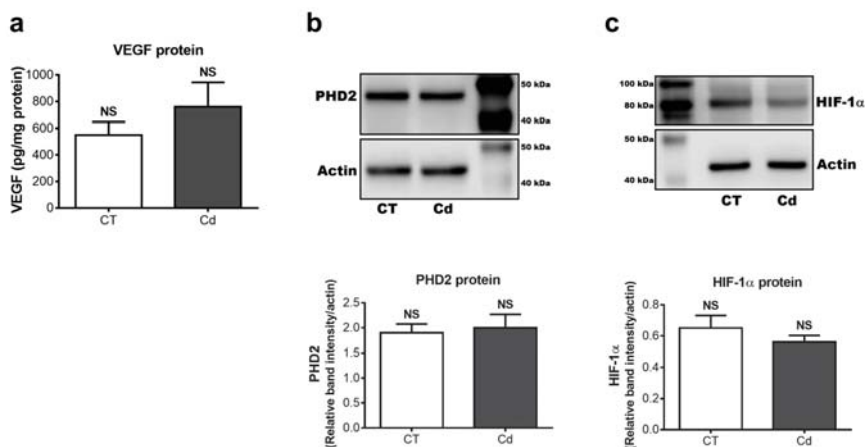 a
VEGF protein
VEGF (pg/mg protein)
1000
800
600
400
200
0
NS
NS
CT
Cd
b
PHD2
50 kDa
40 kDa
Actin
50 kDa
40 kDa
CT
Cd
PHD2 protein
PHD2
(Relative band intensity/actin)
2.5
2.0
1.5
1.0
0.5
0.0
NS
NS
CT
Cd
c
100 kDa
80 kDa
HIF-1α
50 kDa
40 kDa
Actin
CT
Cd
HIF-1α protein
HIF-1α
(Relative band intensity/actin)
0.8
0.6
0.4
0.2
0.0
NS
NS
CT
Cd